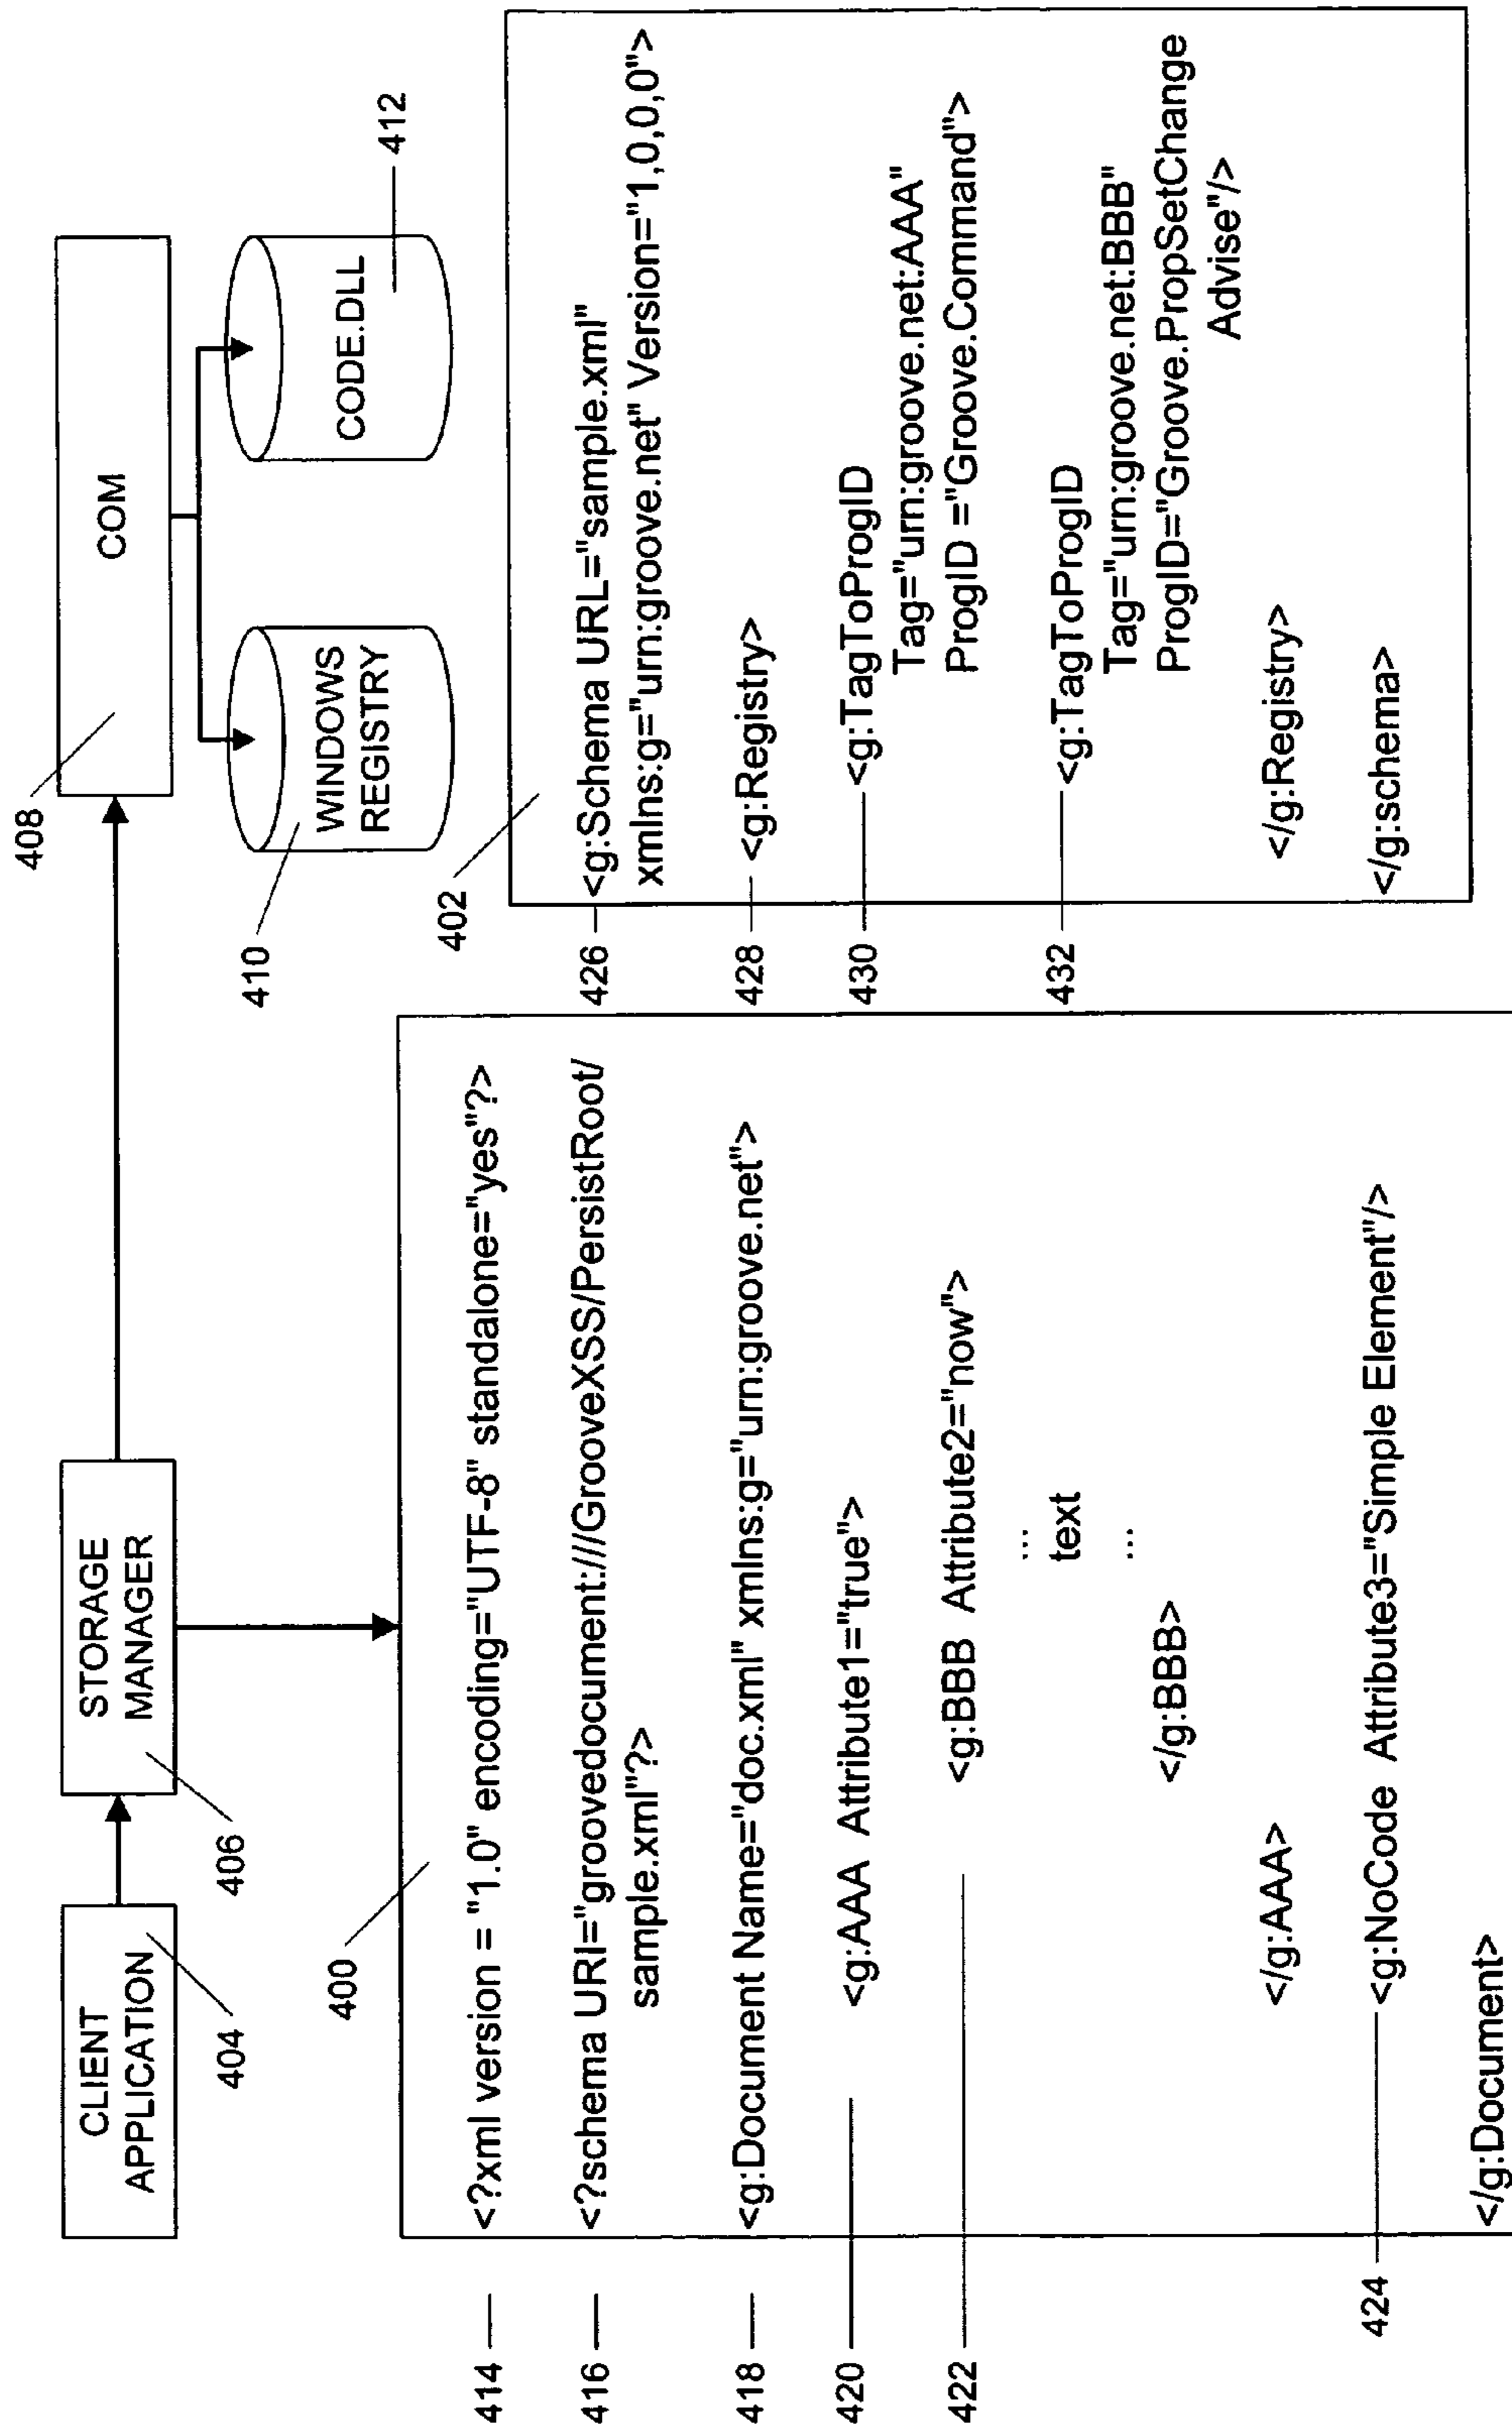 CLIENT
APPLICATION
404
STORAGE
MANAGER
406
408
COM
410
WINDOWS
REGISTRY
CODE.DLL
412
400
414
<?xml version = "1.0" encoding="UTF-8" standalone="yes"?>
416
<?schema URI="groovedocument:///GrooveXSS/PersistRoot/
sample.xml"?>
418
<g:Document Name="doc.xml" xmlns:g="urn:groove.net">
420
<g:AAA Attribute1="true">
422
<g:BBB Attribute2="now">
...
text
...
</g:BBB>
</g:AAA>
424
<g:NoCode Attribute3="Simple Element"/>
</g:Document>
402
426
<g:Schema URL="sample.xml"
xmlns:g="urn:groove.net" Version="1,0,0,0">
428
<g:Registry>
430
<g:TagToProgID
Tag="urn:groove.net:AAA"
ProgID ="Groove.Command">
432
<g:TagToProgID
Tag="urn:groove.net:BBB"
ProgID="Groove.PropSetChange
Advise"/>
</g:Registry>
</g:schema>